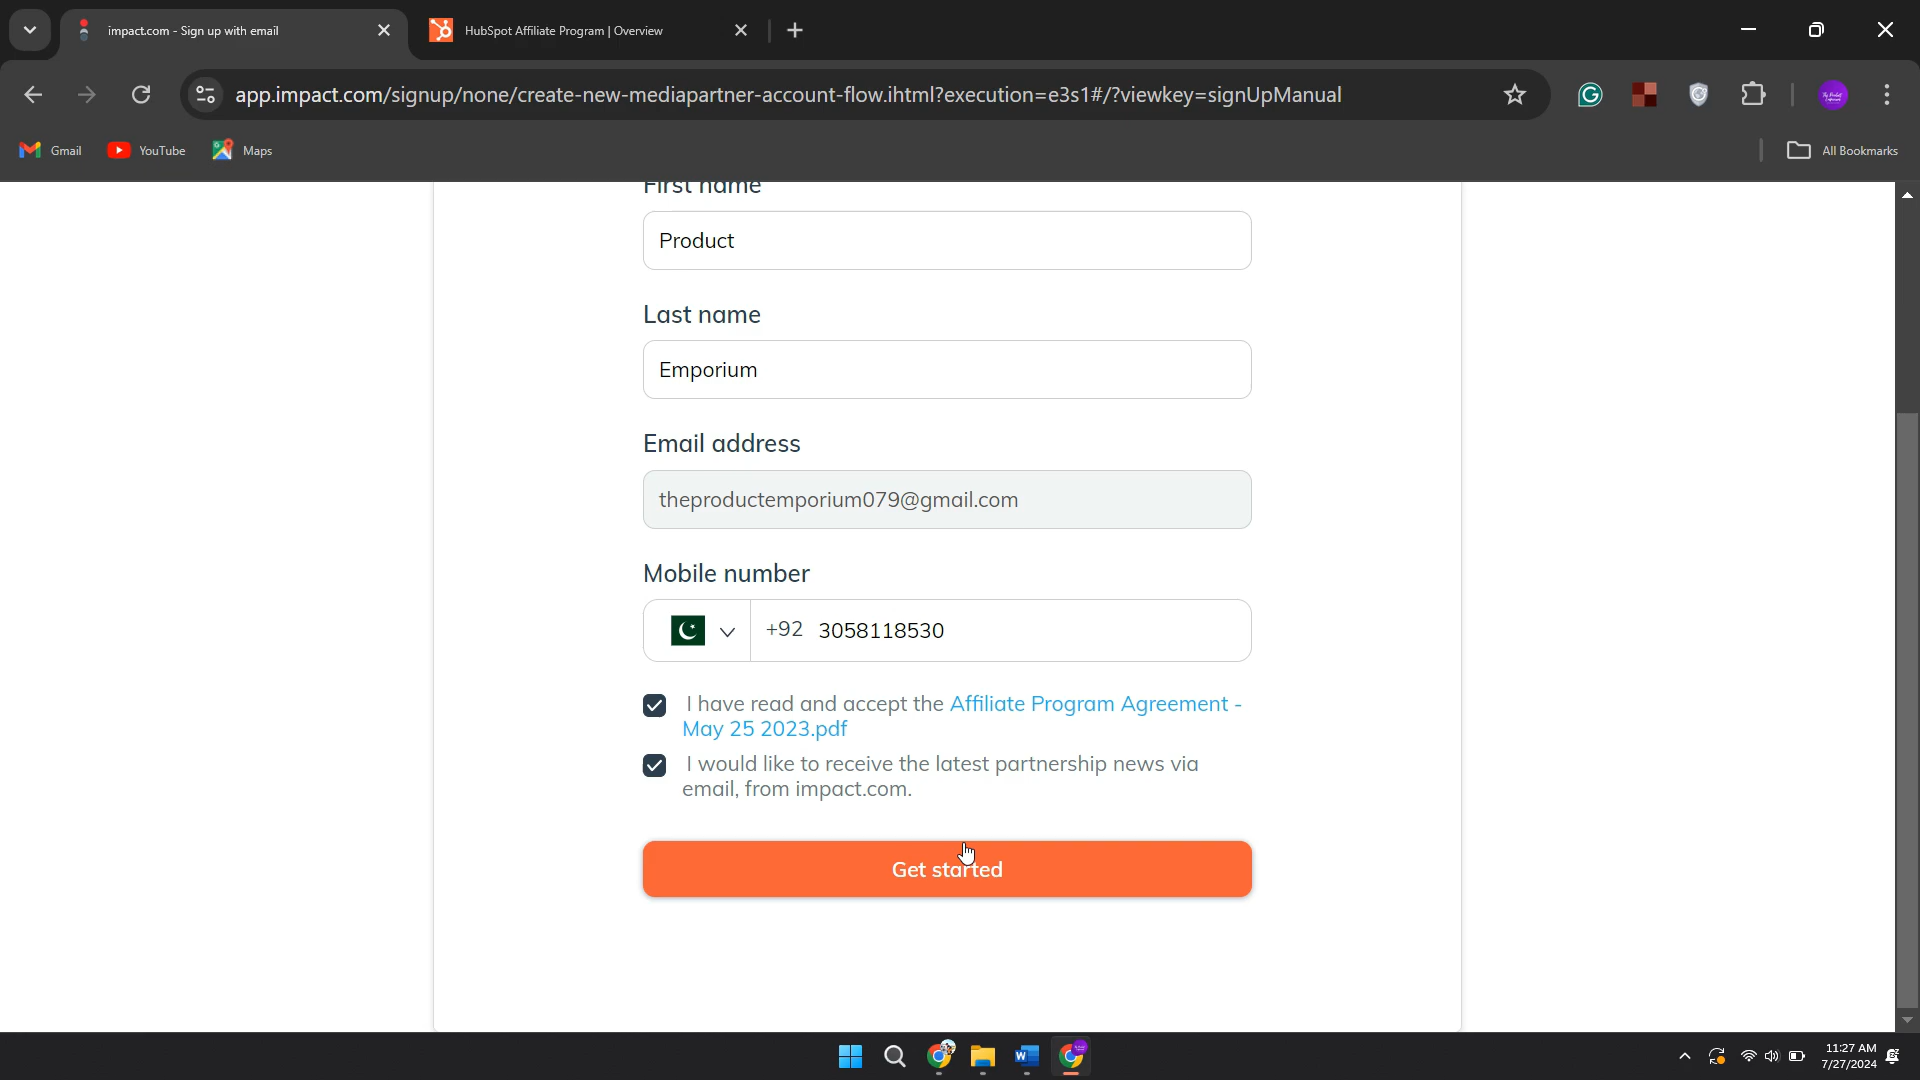 impact.com - Sign up with email
HubSpot Affiliate Program | Overview
app.impact.com/signup/none/create-new-mediapartner-account-flow.ihtml?execution=e3s1#/?viewkey=signUpManual
Gmail
YouTube
Maps
All Bookmarks
First name
Product
Last name
Emporium
Email address
theproductemporium079@gmail.com
Mobile number
+92 3058118530
I have read and accept the Affiliate Program Agreement -
May 25 2023.pdf
I would like to receive the latest partnership news via
email, from impact.com.
Get started
11:27 AM
7/27/2024